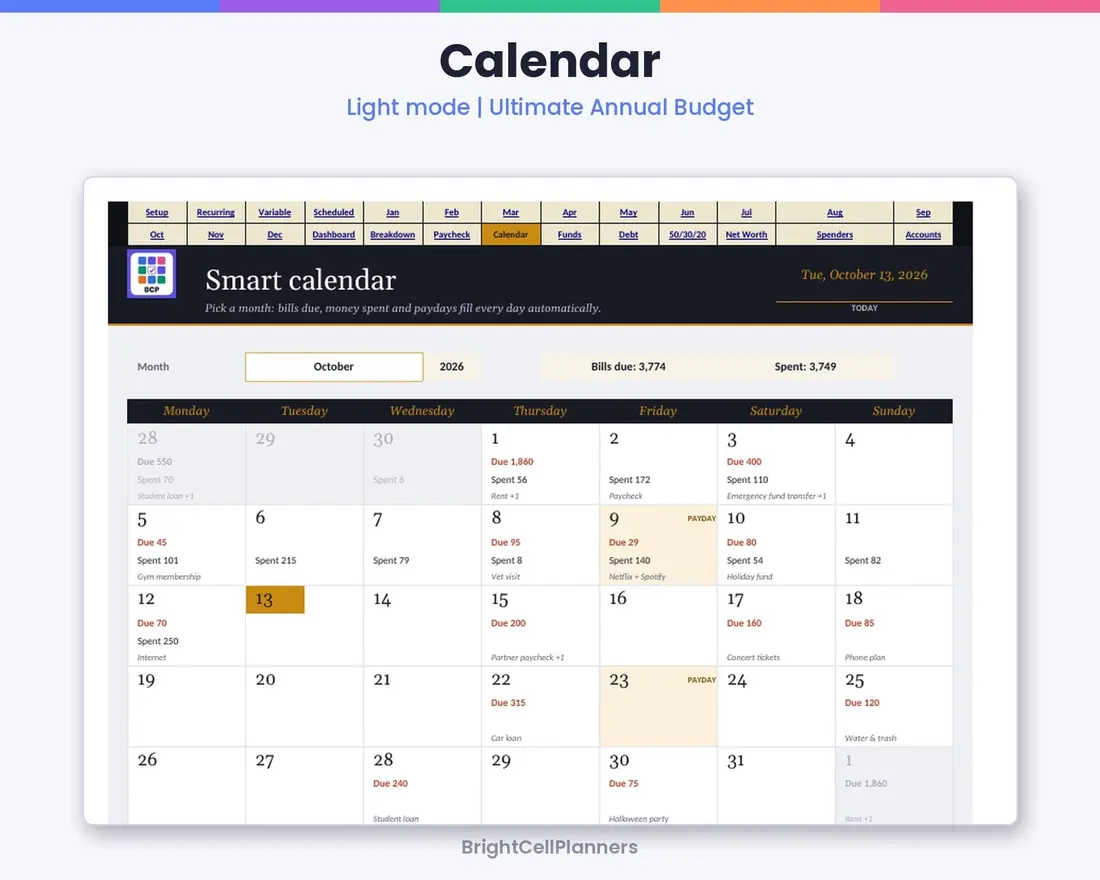 Calendar
Light mode | Ultimate Annual Budget
Setup Recurring Variable Scheduled Jan Feb Mar Apr May Jun Jul Aug Sep
Oct Nov Dec Dashboard Breakdown Paycheck Calendar Funds Debt 50/30/20 Net Worth Spenders Accounts
BCP
Smart calendar
Tue, October 13, 2026
Pick a month: bills due, money spent and paydays fill every day automatically.
TODAY
Month October 2026 Bills due: 3,774 Spent: 3,749
Monday Tuesday Wednesday Thursday Friday Saturday Sunday
28 29 30 1 2 3 4
Due 550 Due 1,860 Due 400
Spent 70 Spent 6 Spent 56 Spent 172 Spent 110
Student loan +1 Rent +1 Paycheck Emergency fund transfer +1
5 6 7 8 9 PAYDAY 10 11
Due 45 Due 95 Due 29 Due 80
Spent 101 Spent 215 Spent 79 Spent 8 Spent 140 Spent 54 Spent 82
Gym membership Vet visit Netflix + Spotify Holiday fund
12 13 14 15 16 17 18
Due 70 Due 200 Due 160 Due 85
Spent 250
Internet Partner paycheck +1 Concert tickets Phone plan
19 20 21 22 23 PAYDAY 24 25
Due 315 Due 120
Car loan Water & trash
26 27 28 29 30 31 1
Due 240 Due 75 Due 1,860
Student loan Halloween party Rent +1
BrightCellPlanners